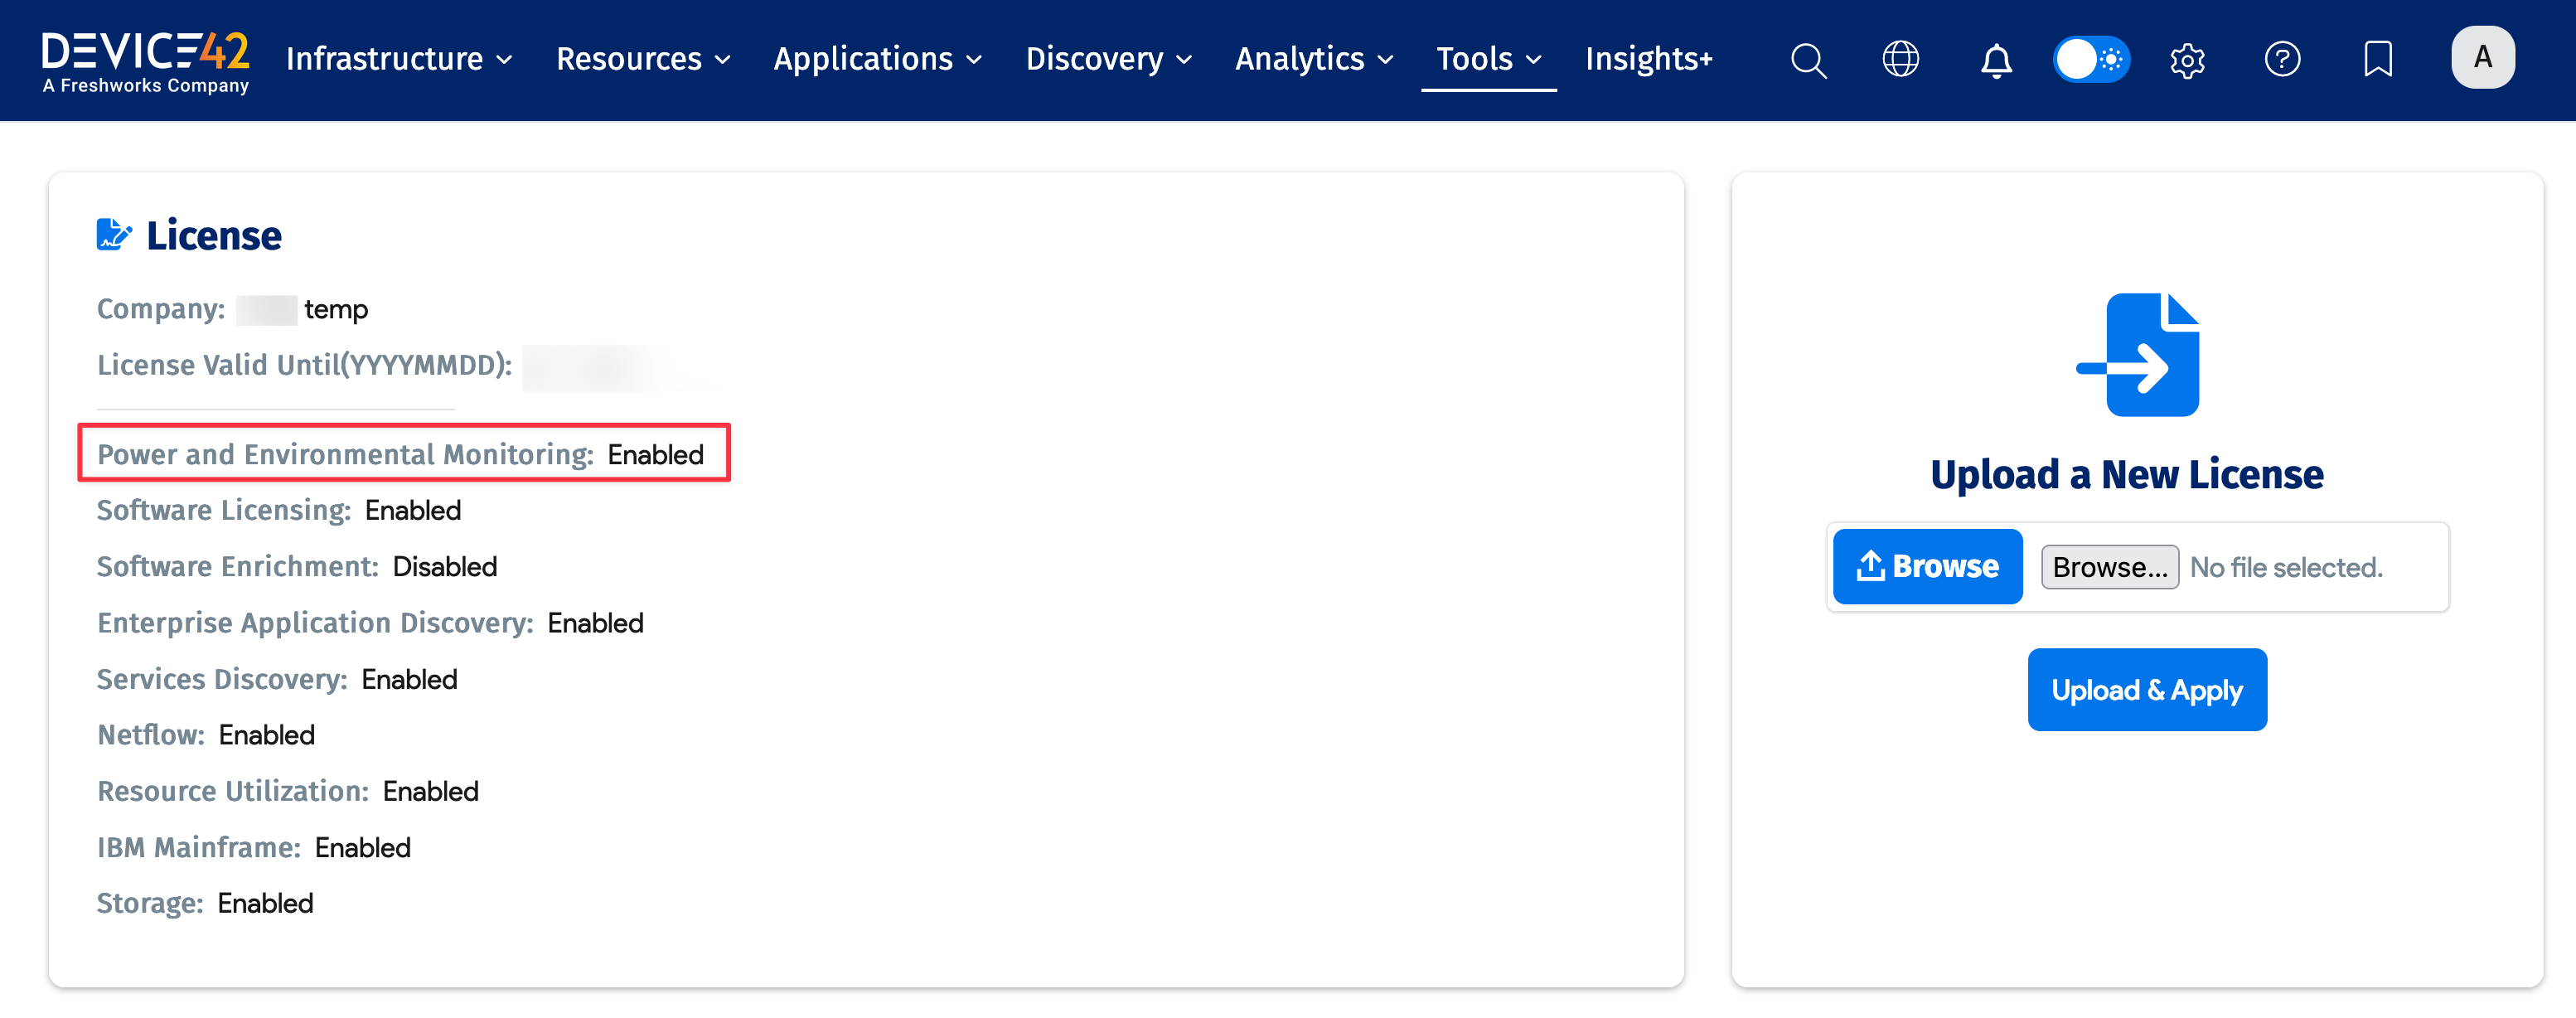 DEVICE42
A Freshworks Company
Infrastructure
Resources
Applications
Discovery
Analytics
Tools
Insights+
A
License
Company: temp
License Valid Until(YYYYMMDD):
Power and Environmental Monitoring: Enabled
Software Licensing: Enabled
Software Enrichment: Disabled
Enterprise Application Discovery: Enabled
Services Discovery: Enabled
Netflow: Enabled
Resource Utilization: Enabled
IBM Mainframe: Enabled
Storage: Enabled
Upload a New License
Browse Browse... No file selected.
Upload & Apply